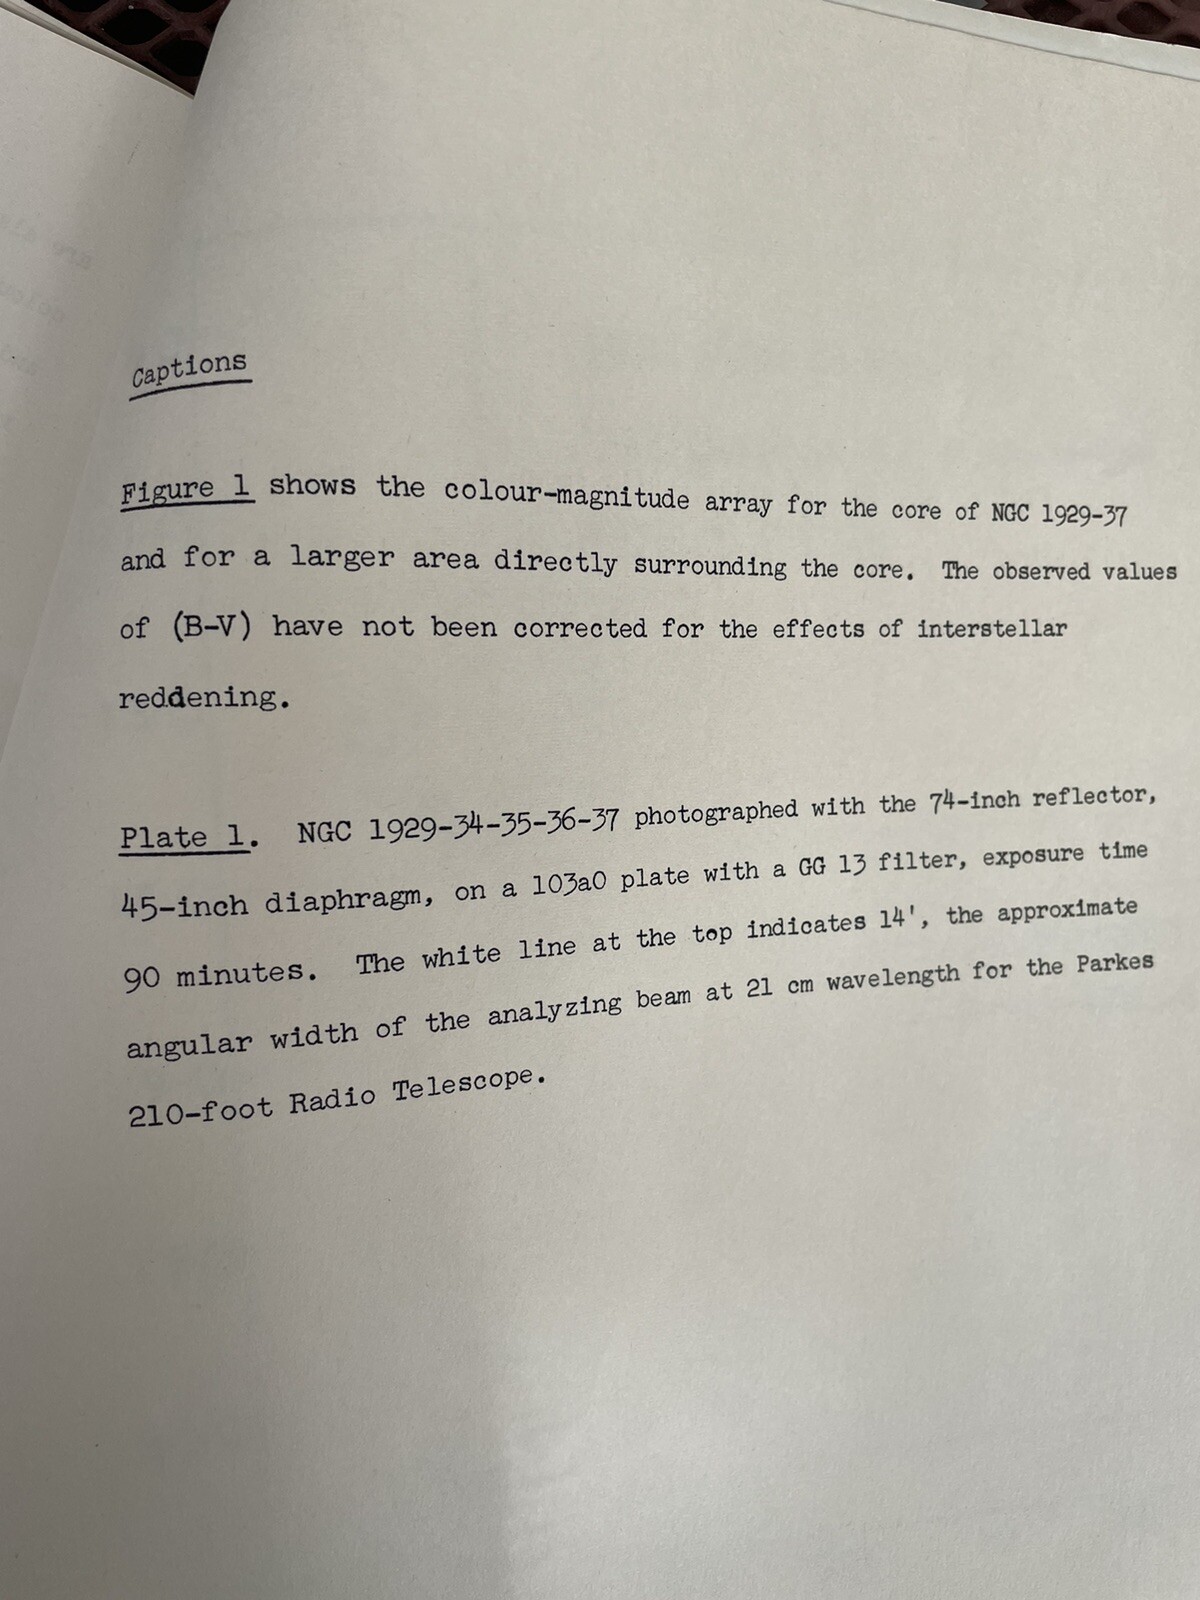 Captions
Figure 1 shows the colour-magnitude array for the core of NGC 1929-37
and for a larger area directly surrounding the core. The observed values
of (B-V) have not been corrected for the effects of interstellar
reddening.
Plate 1. NGC 1929-34-35-36-37 photographed with the 74-inch reflector,
45-inch diaphragm, on a 103aO plate with a GG 13 filter, exposure time
90 minutes. The white line at the top indicates 14', the approximate
angular width of the analyzing beam at 21 cm wavelength for the Parkes
210-foot Radio Telescope.